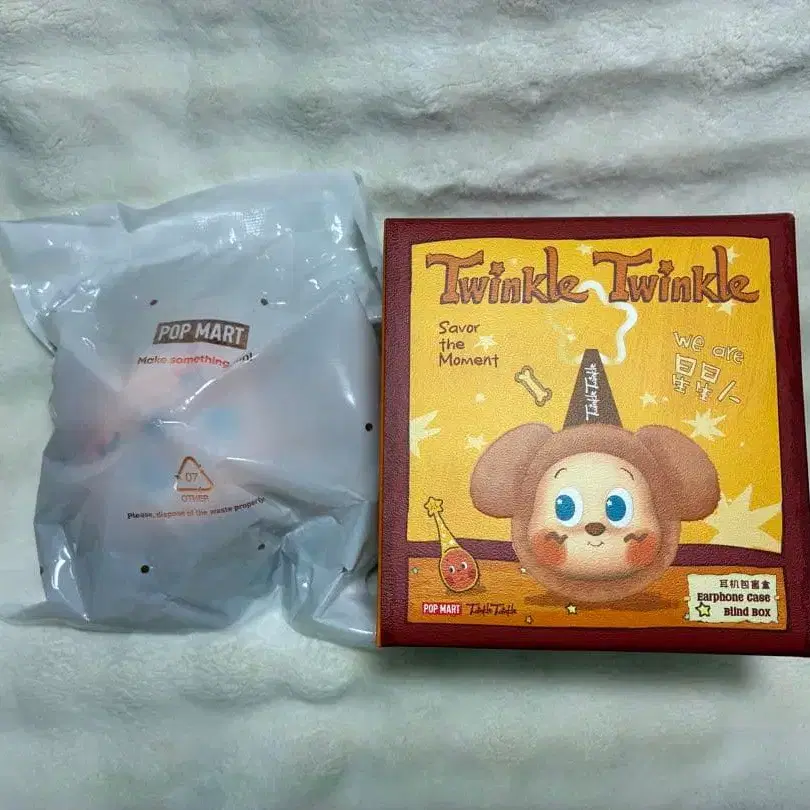 POP MART
Make something
07
OTHER
Please, dispose of the waste properly.
Twinkle Twinkle
Savor
the
Moment
we are
星星人
Twinkle Twinkle
耳机包盲盒
Earphone Case
Blind Box
POP MART
Twinkle Twinkle